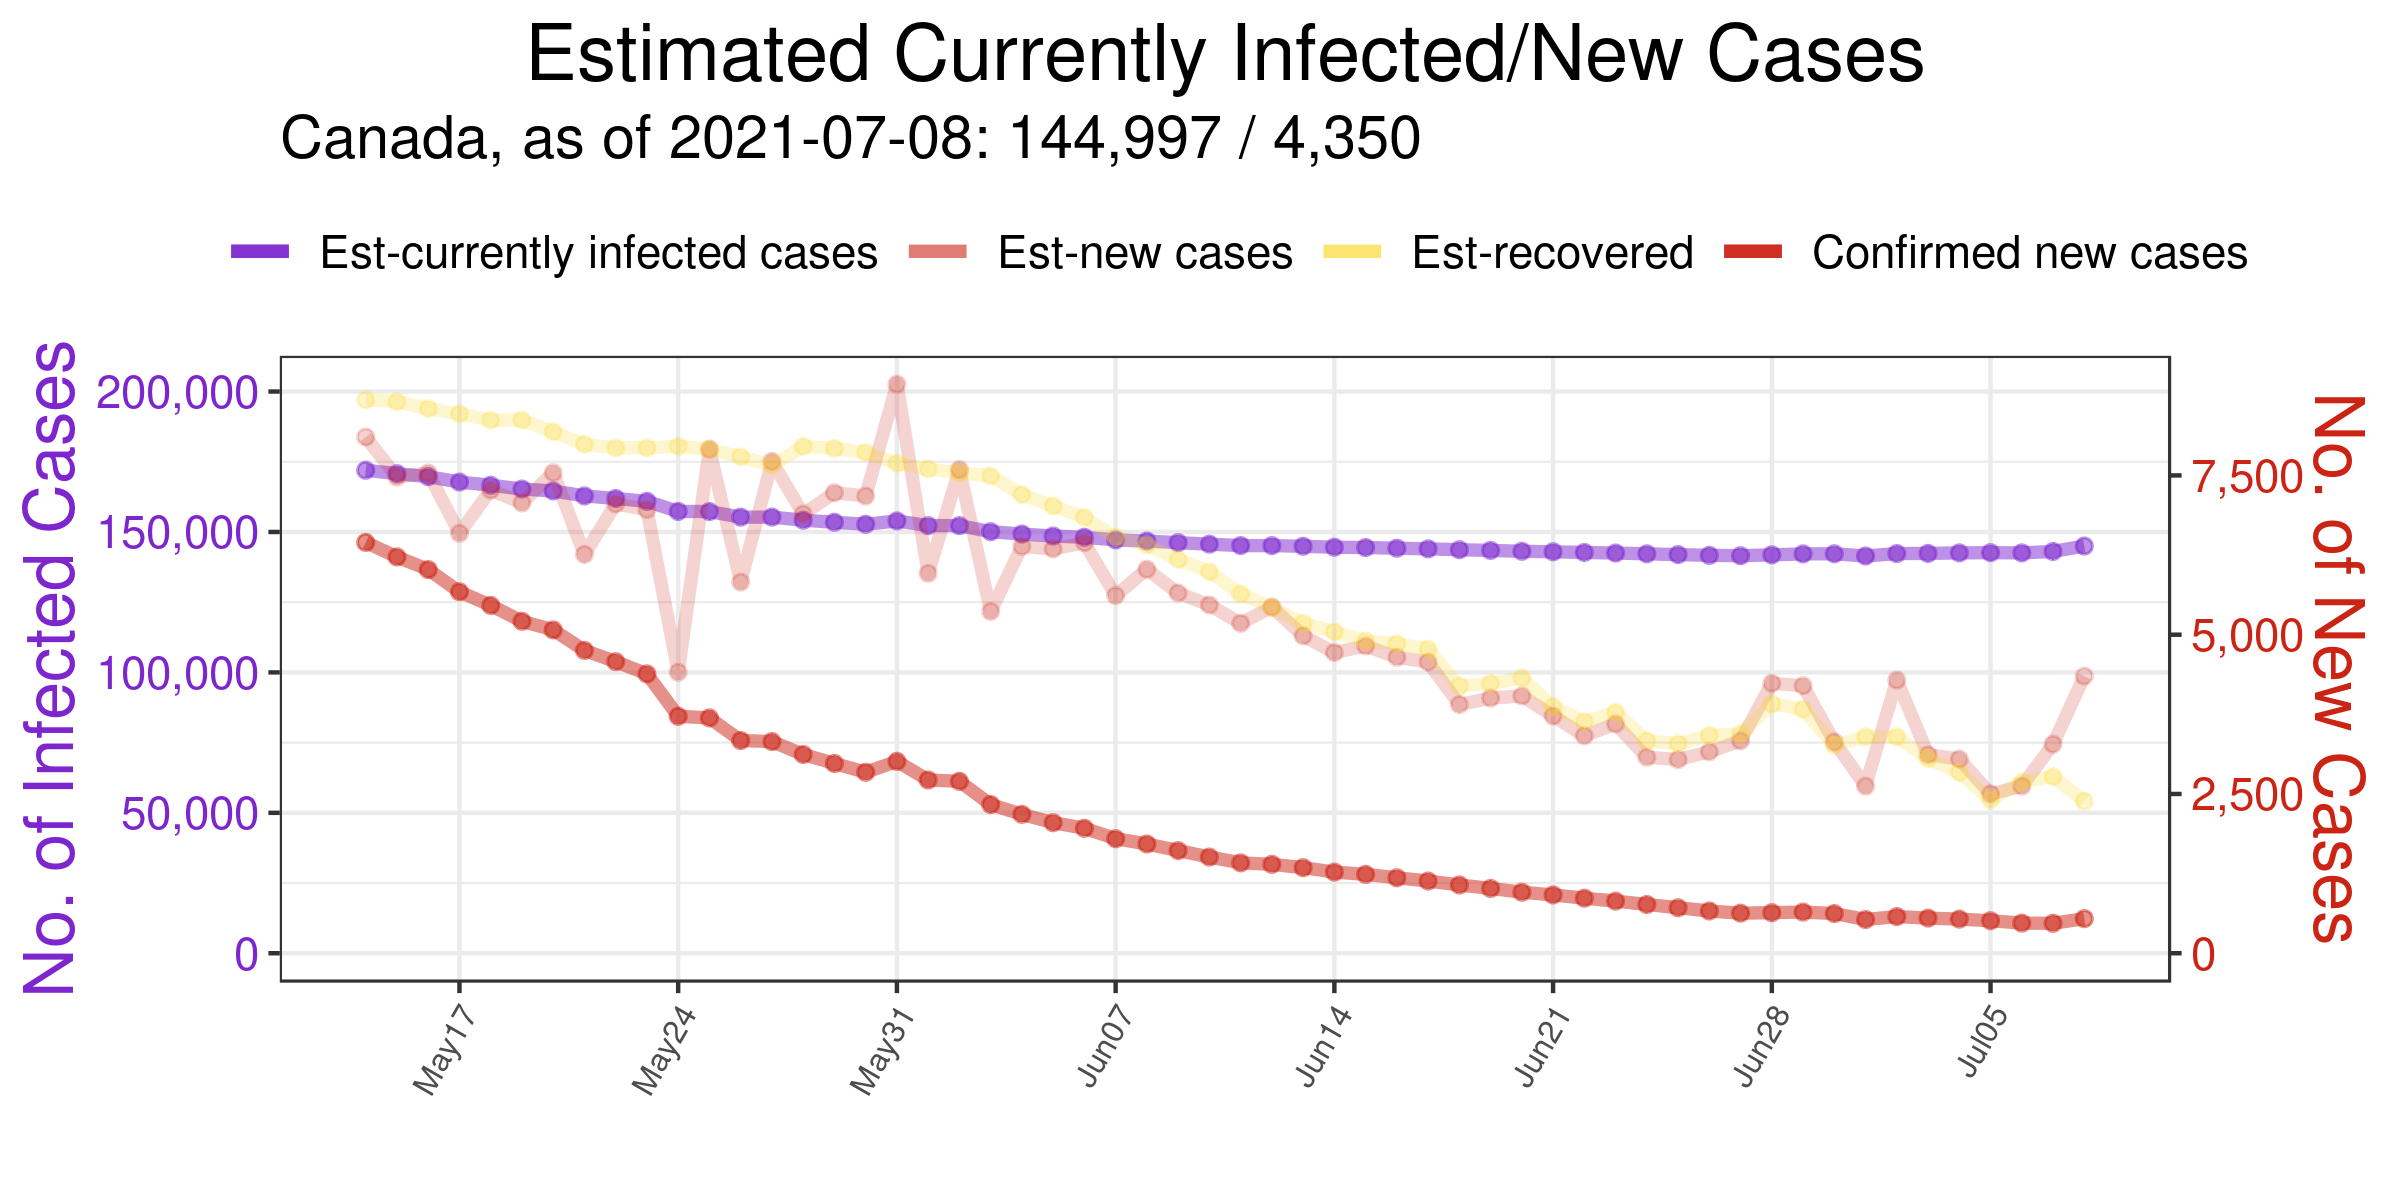 Estimated Currently Infected/New Cases
Canada, as of 2021-07-08: 144,997 / 4,350
Est-currently infected cases Est-new cases Est-recovered Confirmed new cases
No. of Infected Cases
200,000
150,000
100,000
50,000
0
No. of New Cases
7,500
5,000
2,500
0
May17 May24 May31 Jun07 Jun14 Jun21 Jun28 Jul05